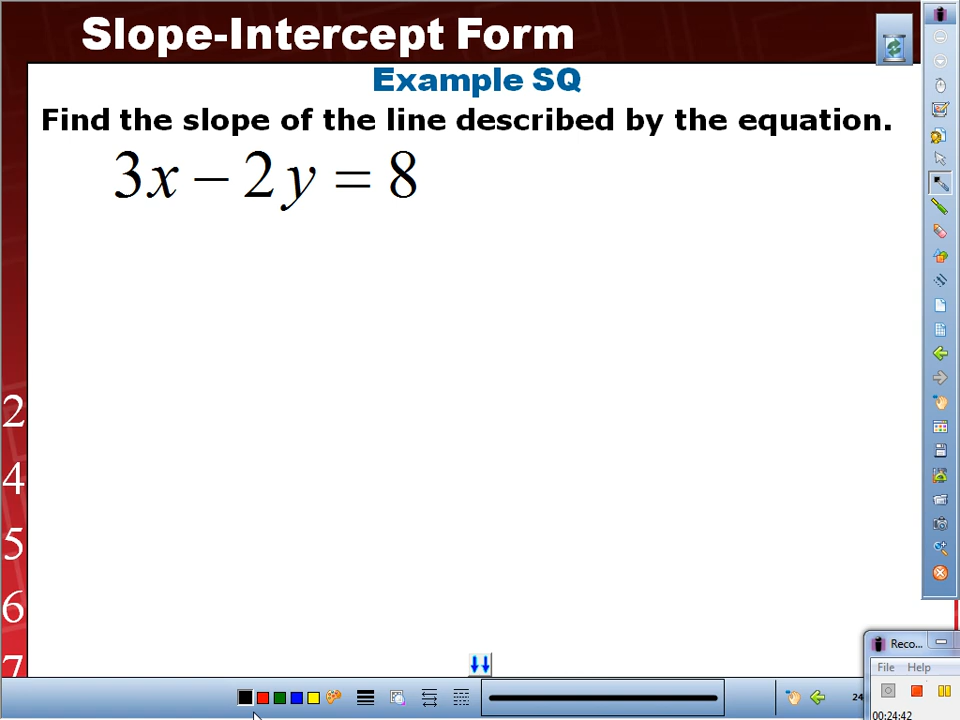 Slope-Intercept Form
Example SQ
Find the slope of the line described by the equation.
3x − 2y = 8
2
4
5
6
7
Reco...
File Help
24
00:24:42